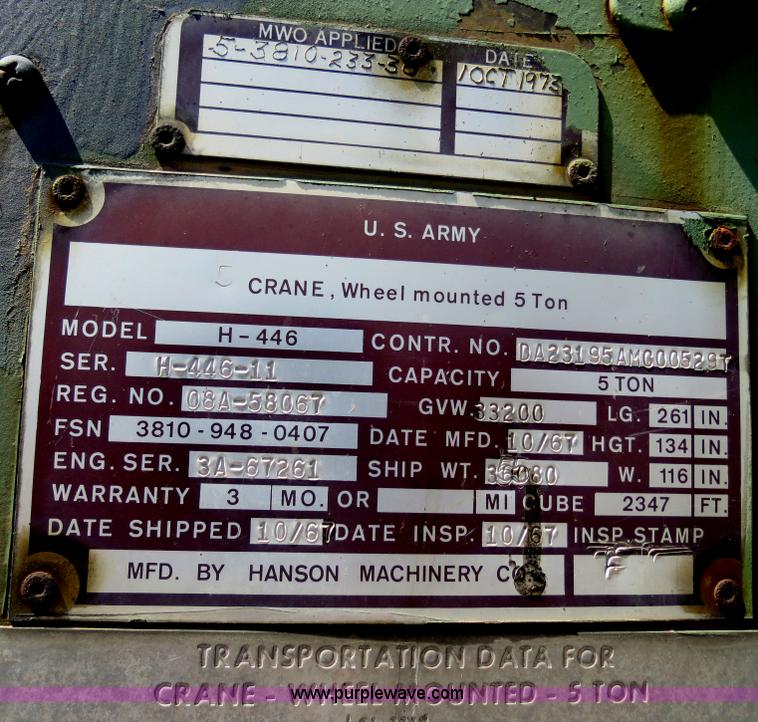 MWO APPLIED DATE
5-3810-233-30 1 OCT 1973
U. S. ARMY
CRANE, Wheel mounted 5 Ton
MODEL H-446 CONTR. NO. DA23195AMC00529T
SER. H-446-11 CAPACITY 5 TON
REG. NO. 08A-58067 GVW. 33200 LG. 261 IN.
FSN 3810-948-0407 DATE MFD. 10/67 HGT. 134 IN.
ENG. SER. 3A-67261 SHIP WT. W. 116 IN.
WARRANTY 3 MO. OR MI CUBE 2347 FT.
DATE SHIPPED 10/67 DATE INSP. 10/67 INSP. STAMP
MFD. BY HANSON MACHINERY CO.
TRANSPORTATION DATA FOR
CRANE - WHEEL MOUNTED - 5 TON
www.purplewave.com